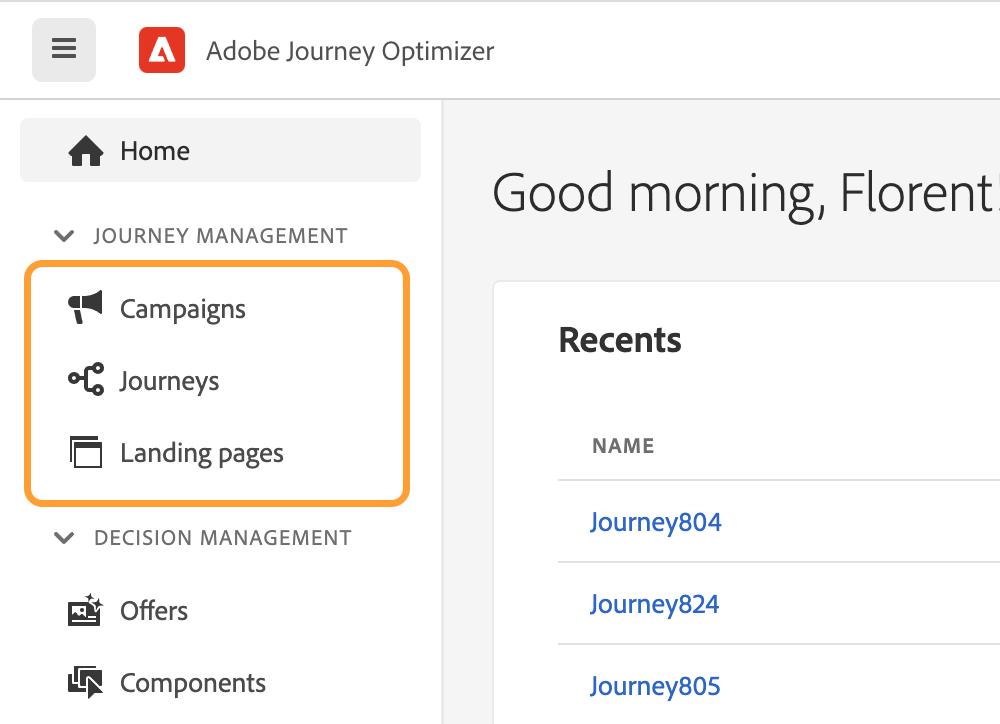 Adobe Journey Optimizer
Home
JOURNEY MANAGEMENT
Campaigns
Journeys
Landing pages
DECISION MANAGEMENT
Offers
Components
Good morning, Florent!
Recents
NAME
Journey804
Journey824
Journey805